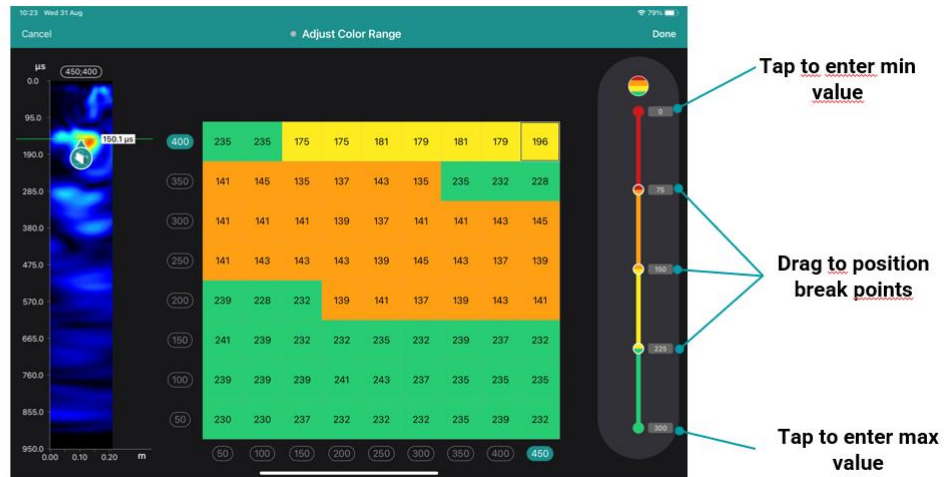 10:23 Wed 31 Aug
79%
Cancel
Adjust Color Range
Done
µs
450;400
0.0
95.0
190.0
285.0
380.0
475.0
570.0
665.0
760.0
855.0
950.0
0.00 0.10 0.20 m
150.1 µs
400 235 235 175 175 181 179 181 179 196
350 141 145 135 137 143 135 235 232 228
300 141 141 141 139 137 141 141 143 145
250 141 143 143 143 139 145 143 137 139
200 239 228 232 139 141 137 139 143 141
150 241 239 232 232 235 232 239 237 232
100 239 239 239 241 243 237 235 235 235
50 230 230 237 232 232 232 235 239 232
50 100 150 200 250 300 350 400 450
0
75
150
225
300
Tap to enter min
value
Drag to position
break points
Tap to enter max
value